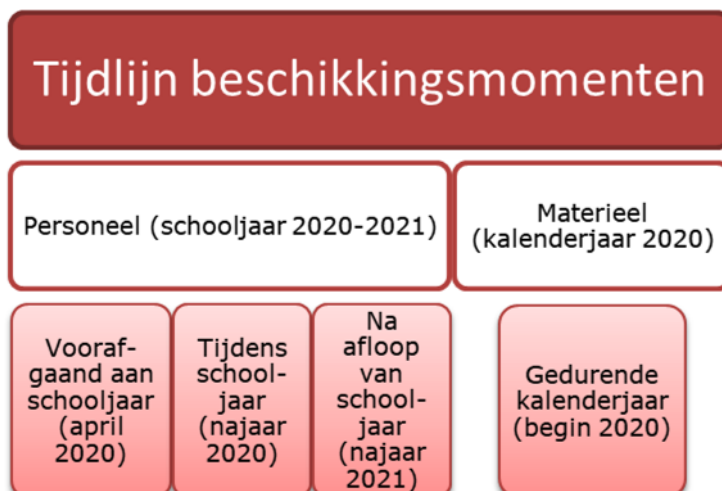 Tijdlijn beschikkingsmomenten
Personeel (schooljaar 2020-2021)
Materieel
(kalenderjaar 2020)
Vooraf-
gaand aan
schooljaar
(april
2020)
Tijdens
school-
jaar
(najaar
2020)
Na
afloop
van
school-
jaar
(najaar
2021)
Gedurende
kalenderjaar
(begin 2020)